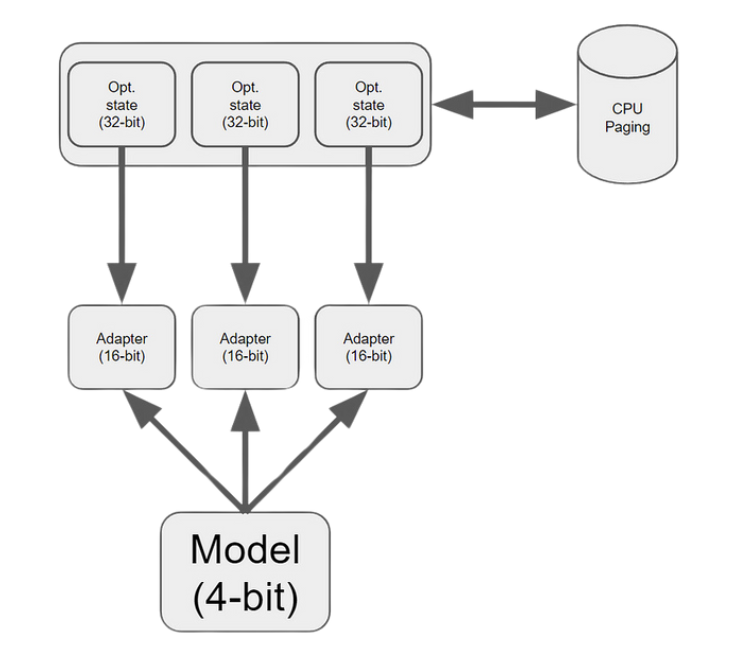 Opt.
state
(32-bit)
Opt.
state
(32-bit)
Opt.
state
(32-bit)
CPU
Paging
Adapter
(16-bit)
Adapter
(16-bit)
Adapter
(16-bit)
Model
(4-bit)